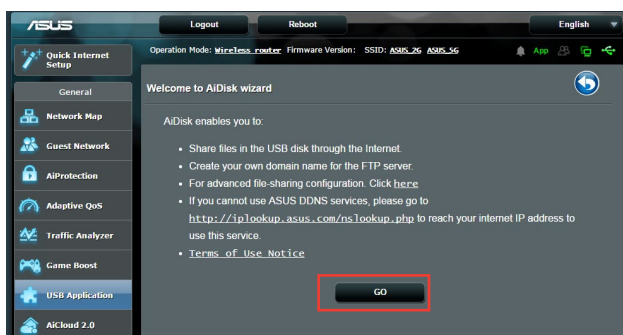 ASUS
Logout
Reboot
English
Quick Internet
Setup
Operation Mode: Wireless router Firmware Version: SSID: ASUS_2G ASUS_5G
App
General
Welcome to AiDisk wizard
Network Map
AiDisk enables you to:
Guest Network
Share files in the USB disk through the Internet.
Create your own domain name for the FTP server.
AiProtection
For advanced file-sharing configuration. Click here
If you cannot use ASUS DDNS services, please go to
Adaptive QoS
http://iplookup.asus.com/nslookup.php to reach your internet IP address to
use this service.
Traffic Analyzer
Terms of Use Notice
Game Boost
GO
USB Application
AiCloud 2.0